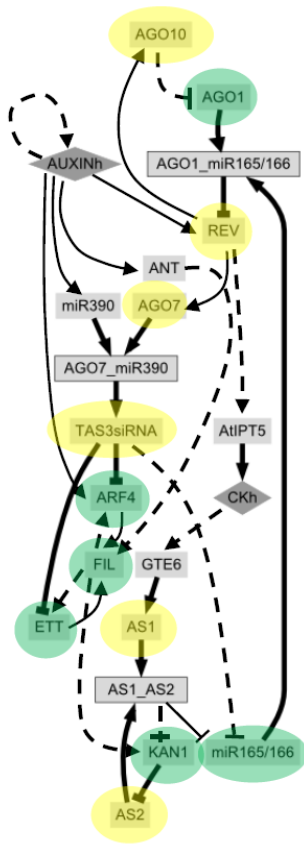 AGO10
AGO1
AUXINh
AGO1_miR165/166
REV
ANT
miR390
AGO7
AGO7_miR390
TAS3siRNA
AtIPT5
ARF4
CKh
FIL
GTE6
ETT
AS1
AS1_AS2
KAN1
miR165/166
AS2